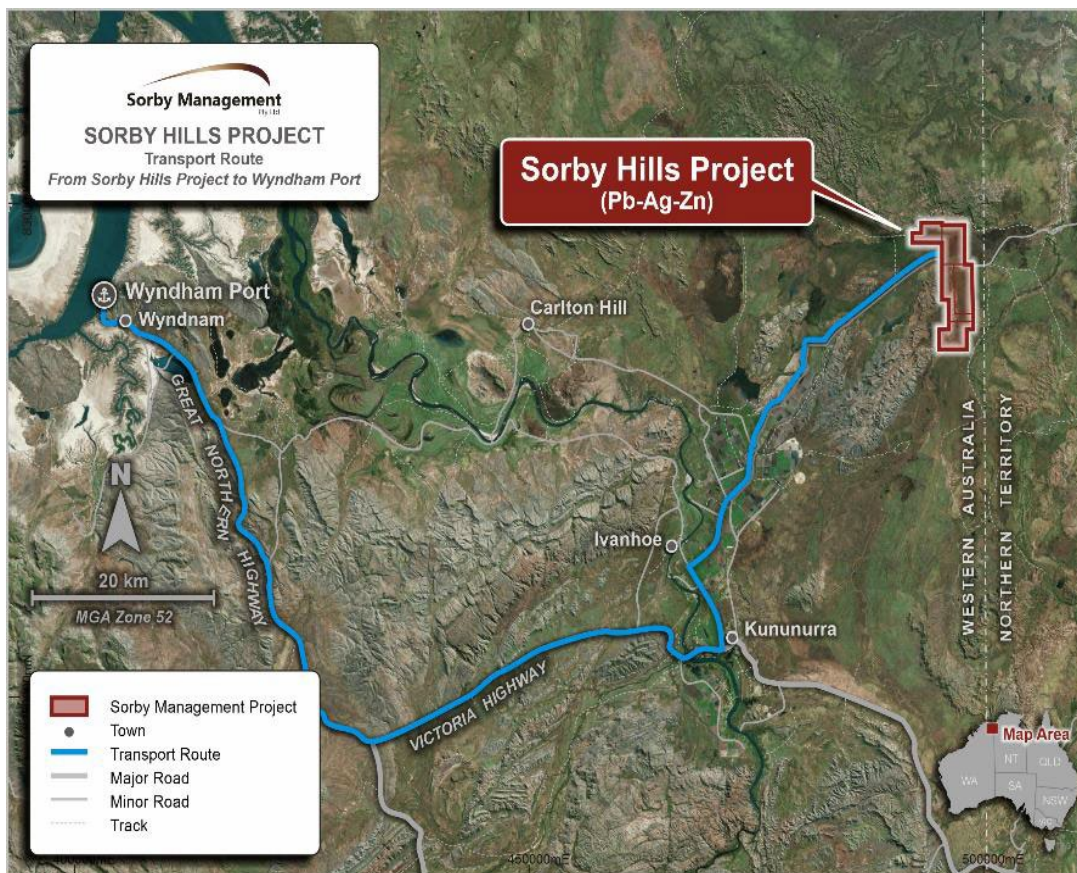 Sorby Management
Pty Ltd
SORBY HILLS PROJECT
Transport Route
From Sorby Hills Project to Wyndham Port
Sorby Hills Project
(Pb-Ag-Zn)
Wyndham Port
Wyndnam
Carlton Hill
GREAT NORTHERN HIGHWAY
N
20 km
MGA Zone 52
Ivanhoe
Kununurra
VICTORIA HIGHWAY
WESTERN AUSTRALIA
NORTHERN TERRITORY
Sorby Management Project
Town
Transport Route
Major Road
Minor Road
Track
Map Area
WA
NT
QLD
SA
NSW
VIC
450000mE
500000mE